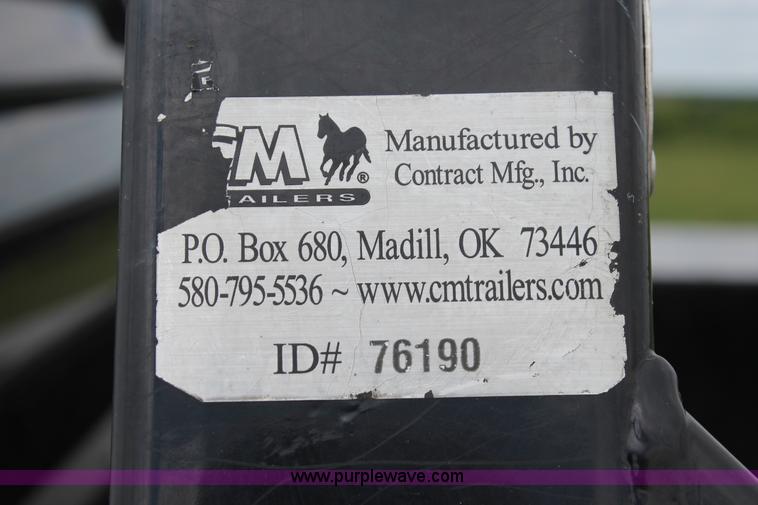 M ®
AILERS
Manufactured by
Contract Mfg., Inc.
P.O. Box 680, Madill, OK 73446
580-795-5536 ~ www.cmtrailers.com
ID# 76190
www.purplewave.com